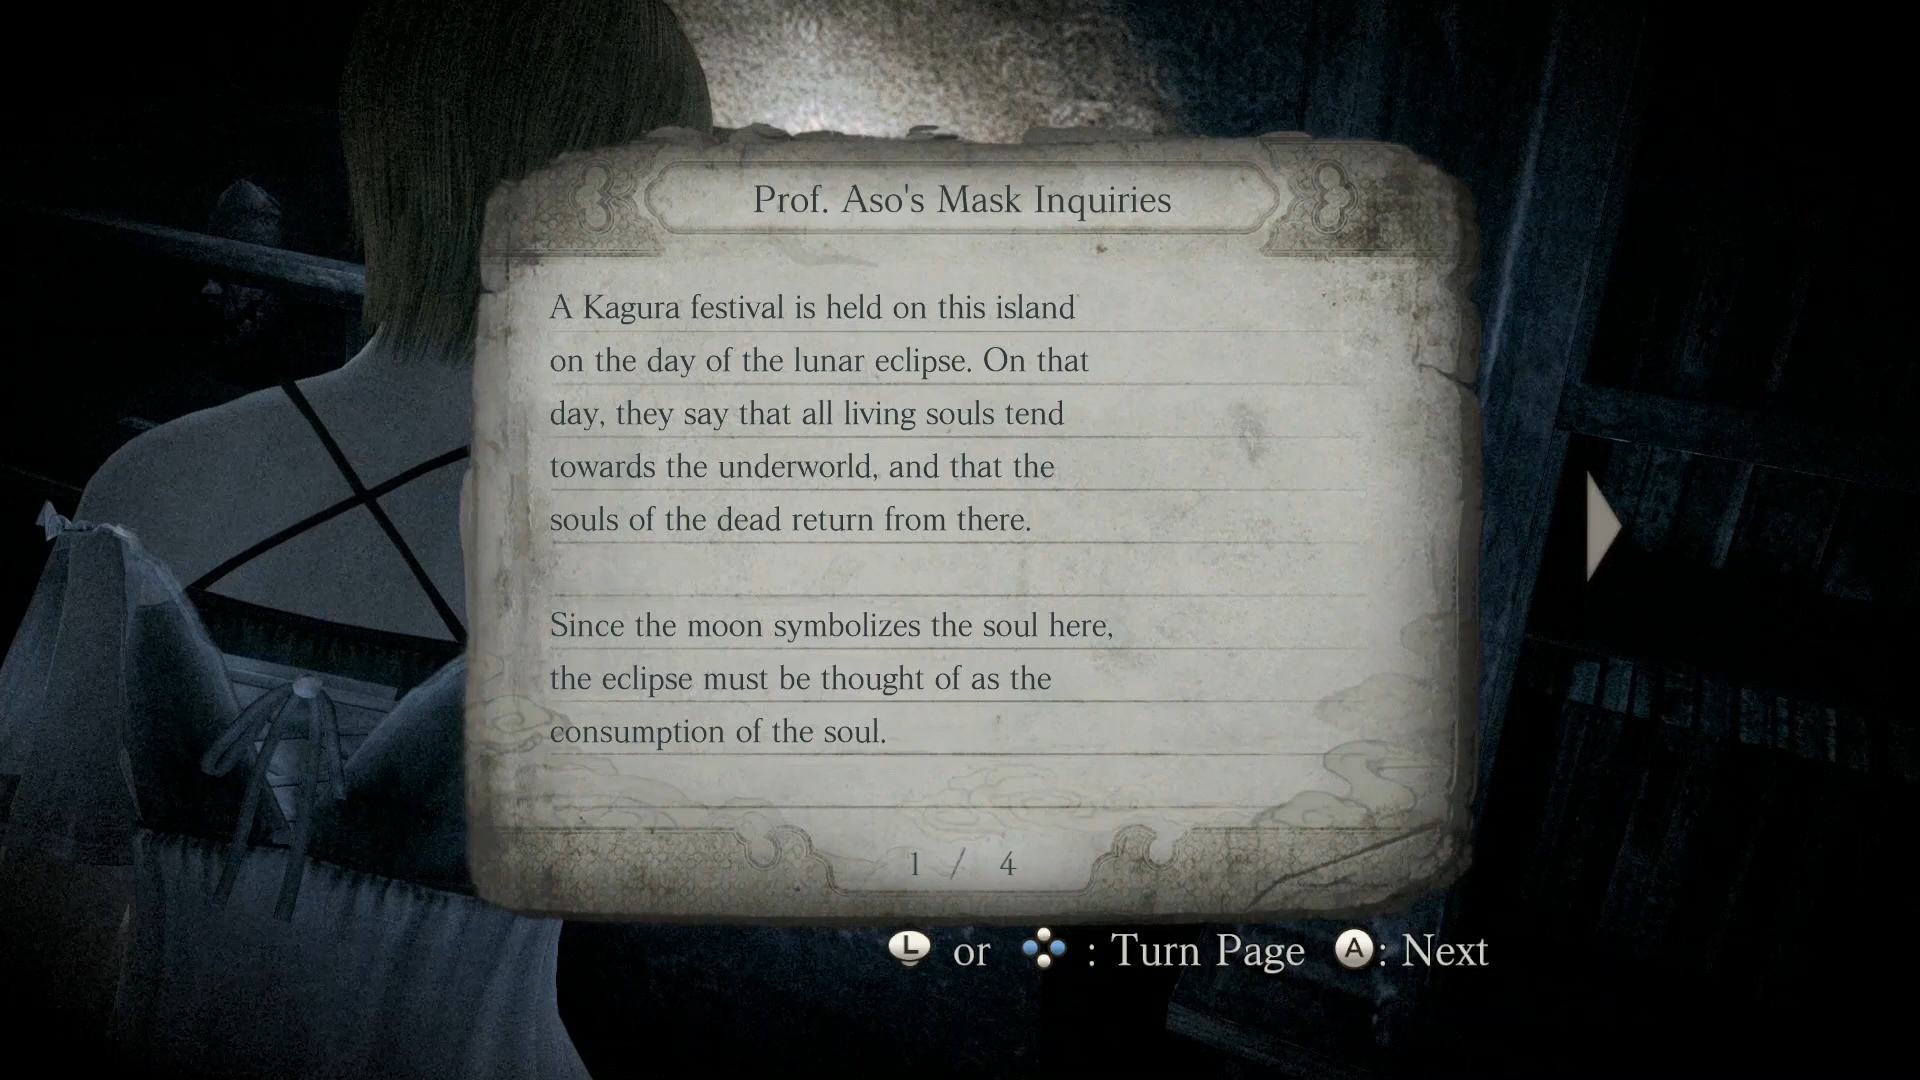 Prof. Aso's Mask Inquiries
A Kagura festival is held on this island
on the day of the lunar eclipse. On that
day, they say that all living souls tend
towards the underworld, and that the
souls of the dead return from there.
Since the moon symbolizes the soul here,
the eclipse must be thought of as the
consumption of the soul.
1 / 4
L or : Turn Page A : Next